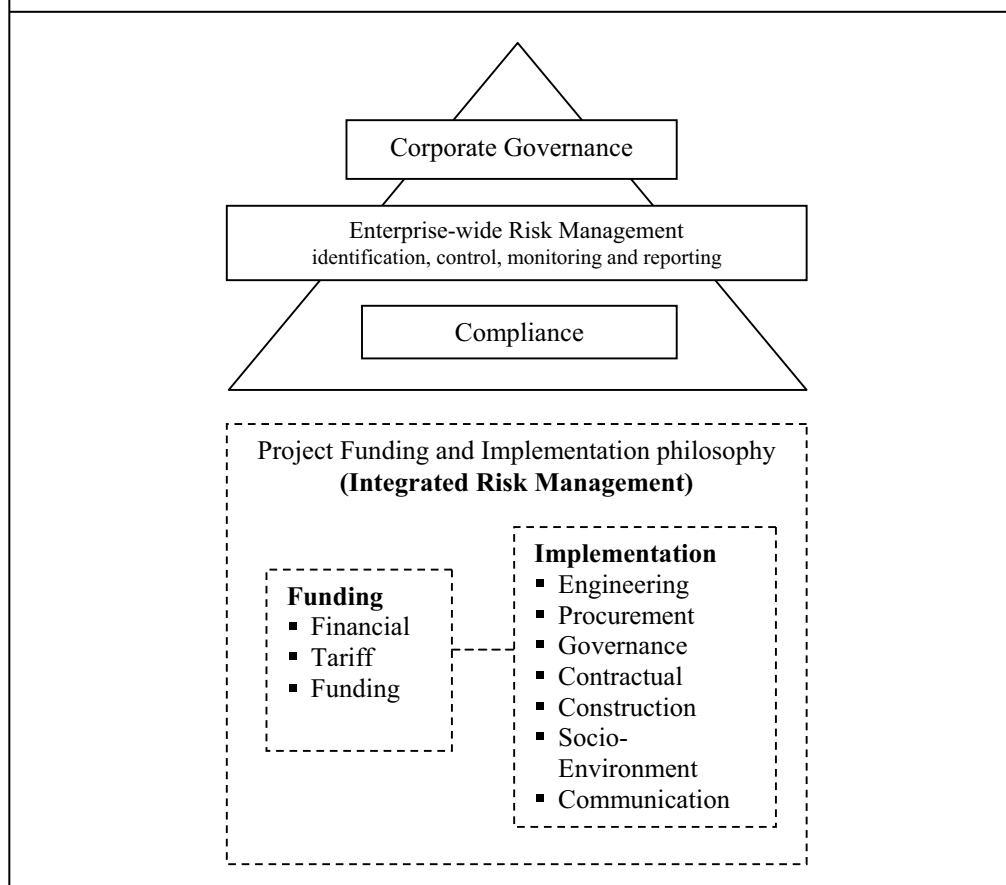 Corporate Governance
Enterprise-wide Risk Management
identification, control, monitoring and reporting
Compliance
Project Funding and Implementation philosophy
(Integrated Risk Management)
Funding
▪ Financial
▪ Tariff
▪ Funding
Implementation
▪ Engineering
▪ Procurement
▪ Governance
▪ Contractual
▪ Construction
▪ Socio-
Environment
▪ Communication